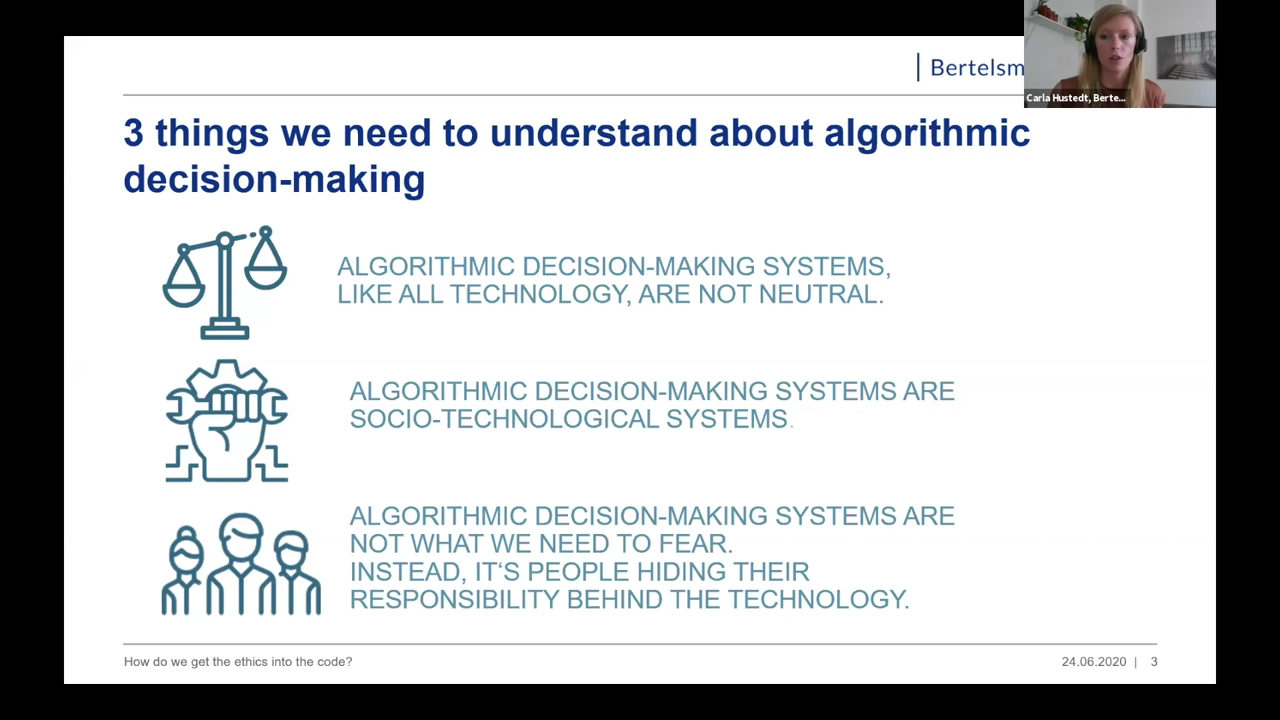 Bertelsm
Carla Hustedt, Berte...
3 things we need to understand about algorithmic
decision-making
ALGORITHMIC DECISION-MAKING SYSTEMS,
LIKE ALL TECHNOLOGY, ARE NOT NEUTRAL.
ALGORITHMIC DECISION-MAKING SYSTEMS ARE
SOCIO-TECHNOLOGICAL SYSTEMS.
ALGORITHMIC DECISION-MAKING SYSTEMS ARE
NOT WHAT WE NEED TO FEAR.
INSTEAD, IT‘S PEOPLE HIDING THEIR
RESPONSIBILITY BEHIND THE TECHNOLOGY.
How do we get the ethics into the code?
24.06.2020 | 3